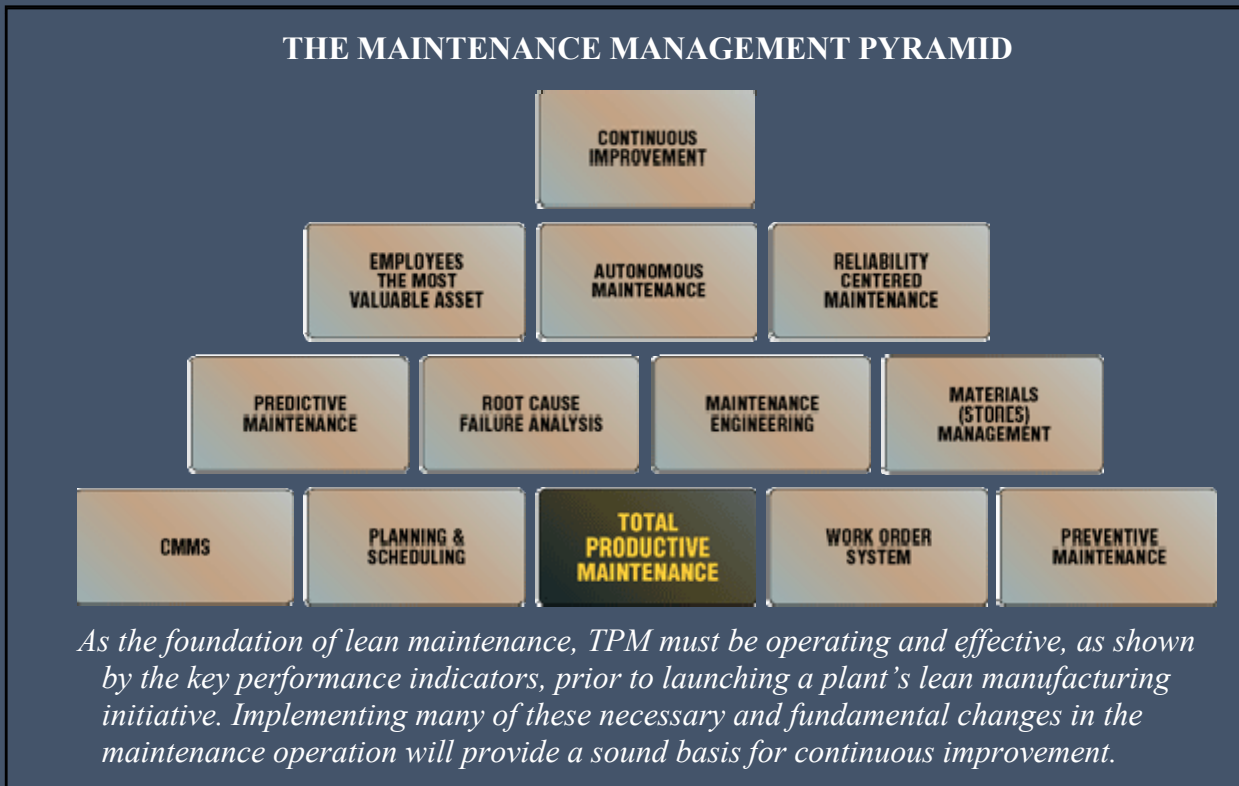 THE MAINTENANCE MANAGEMENT PYRAMID
CONTINUOUS
IMPROVEMENT
EMPLOYEES
THE MOST
VALUABLE ASSET
AUTONOMOUS
MAINTENANCE
RELIABILITY
CENTERED
MAINTENANCE
PREDICTIVE
MAINTENANCE
ROOT CAUSE
FAILURE ANALYSIS
MAINTENANCE
ENGINEERING
MATERIALS
(STORES)
MANAGEMENT
CMMS
PLANNING &
SCHEDULING
TOTAL
PRODUCTIVE
MAINTENANCE
WORK ORDER
SYSTEM
PREVENTIVE
MAINTENANCE
As the foundation of lean maintenance, TPM must be operating and effective, as shown
by the key performance indicators, prior to launching a plant’s lean manufacturing
initiative. Implementing many of these necessary and fundamental changes in the
maintenance operation will provide a sound basis for continuous improvement.